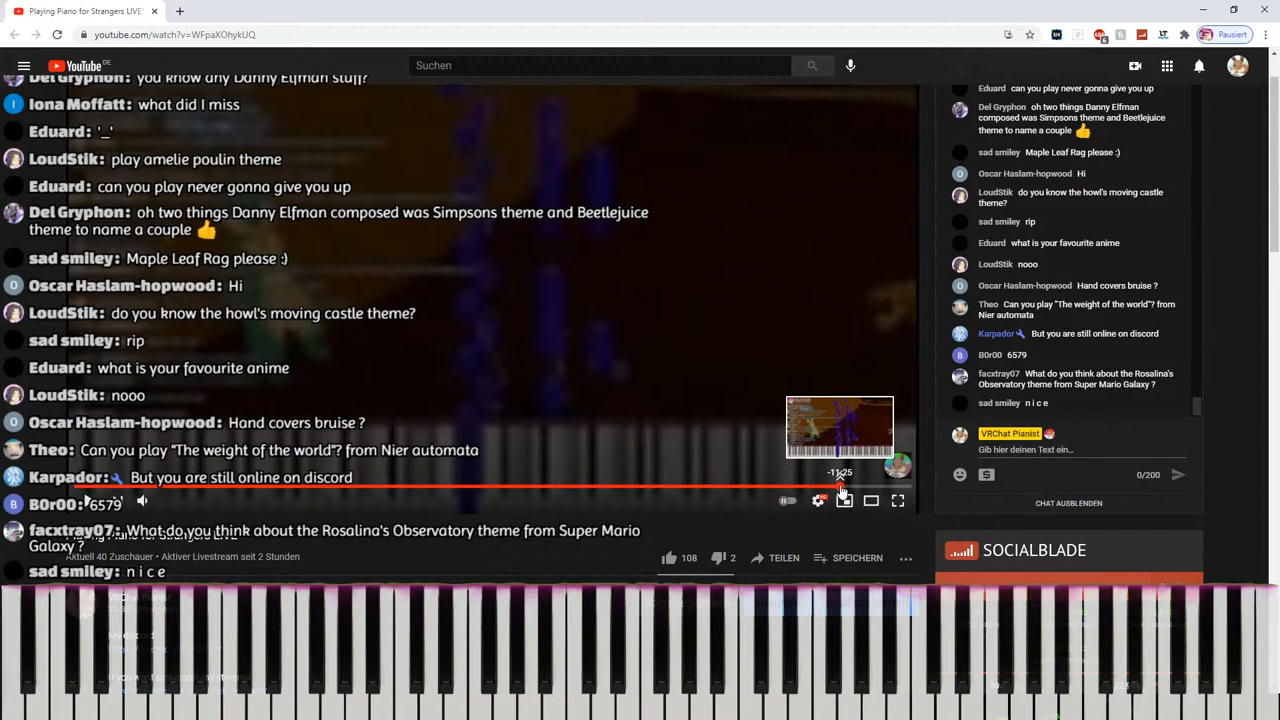 Playing Piano for Strangers LIVE
youtube.com/watch?v=WFpaXOhykUQ
Pausiert
YouTube DE
Suchen
Del Gryphon: you know any Danny Elfman stuff?
Iona Moffatt: what did I miss
Eduard: '_'
LoudStik: play amelie poulin theme
Eduard: can you play never gonna give you up
Del Gryphon: oh two things Danny Elfman composed was Simpsons theme and Beetlejuice
theme to name a couple 👍
sad smiley: Maple Leaf Rag please :)
Oscar Haslam-hopwood: Hi
LoudStik: do you know the howl's moving castle theme?
sad smiley: rip
Eduard: what is your favourite anime
LoudStik: nooo
Oscar Haslam-hopwood: Hand covers bruise ?
Theo: Can you play "The weight of the world"? from Nier automata
Karpador: But you are still online on discord
B0r00: 6579
facxtray07: What do you think about the Rosalina's Observatory theme from Super Mario
Galaxy ?
sad smiley: n i c e
-11:25
Aktuell 40 Zuschauer • Aktiver Livestream seit 2 Stunden
108
2
TEILEN
SPEICHERN
VRChat Pianist
Eduard can you play never gonna give you up
Del Gryphon oh two things Danny Elfman
composed was Simpsons theme and Beetlejuice
theme to name a couple 👍
sad smiley Maple Leaf Rag please :)
Oscar Haslam-hopwood Hi
LoudStik do you know the howl's moving castle
theme?
sad smiley rip
Eduard what is your favourite anime
LoudStik nooo
Oscar Haslam-hopwood Hand covers bruise ?
Theo Can you play "The weight of the world"? from
Nier automata
Karpador But you are still online on discord
B0r00 6579
facxtray07 What do you think about the Rosalina's
Observatory theme from Super Mario Galaxy ?
sad smiley n i c e
VRChat Pianist
Gib hier deinen Text ein...
0/200
CHAT AUSBLENDEN
SOCIALBLADE